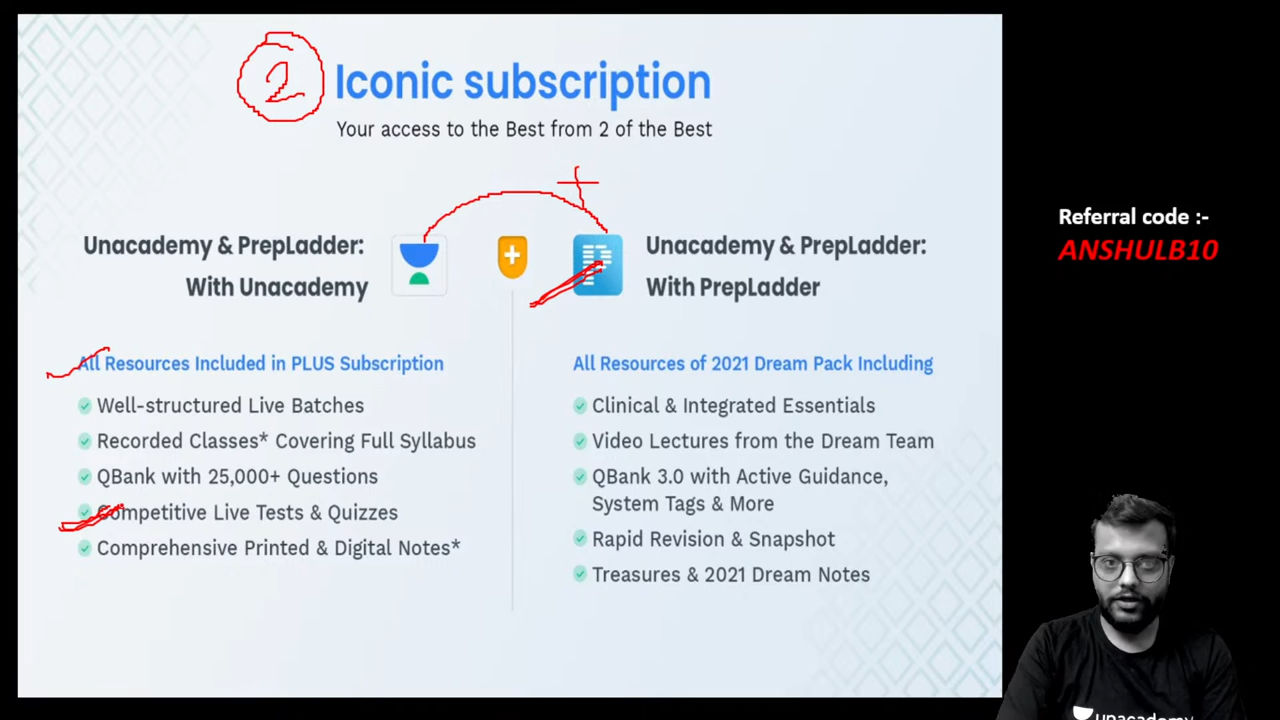 2
Iconic subscription
Your access to the Best from 2 of the Best
Unacademy & PrepLadder:
With Unacademy
Unacademy & PrepLadder:
With PrepLadder
All Resources Included in PLUS Subscription
Well-structured Live Batches
Recorded Classes* Covering Full Syllabus
QBank with 25,000+ Questions
Competitive Live Tests & Quizzes
Comprehensive Printed & Digital Notes*
All Resources of 2021 Dream Pack Including
Clinical & Integrated Essentials
Video Lectures from the Dream Team
QBank 3.0 with Active Guidance,
System Tags & More
Rapid Revision & Snapshot
Treasures & 2021 Dream Notes
Referral code :-
ANSHULB10
unacademy